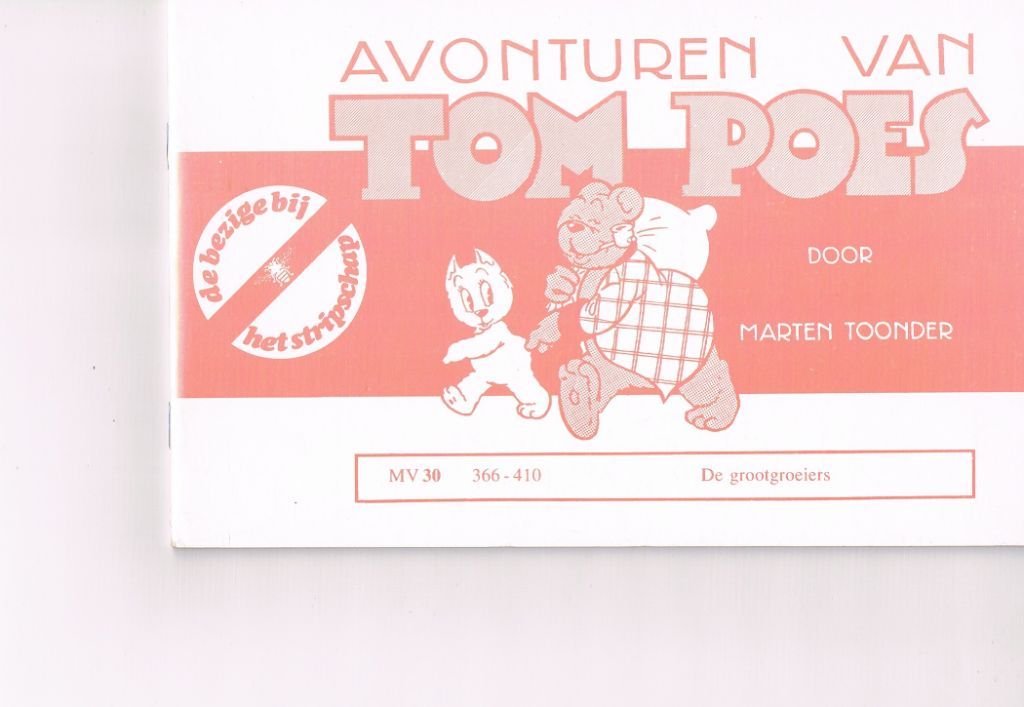 AVONTUREN VAN
TOM POES
de bezige bij
het stripschap
DOOR
MARTEN TOONDER
MV 30 366-410 De grootgroeiers